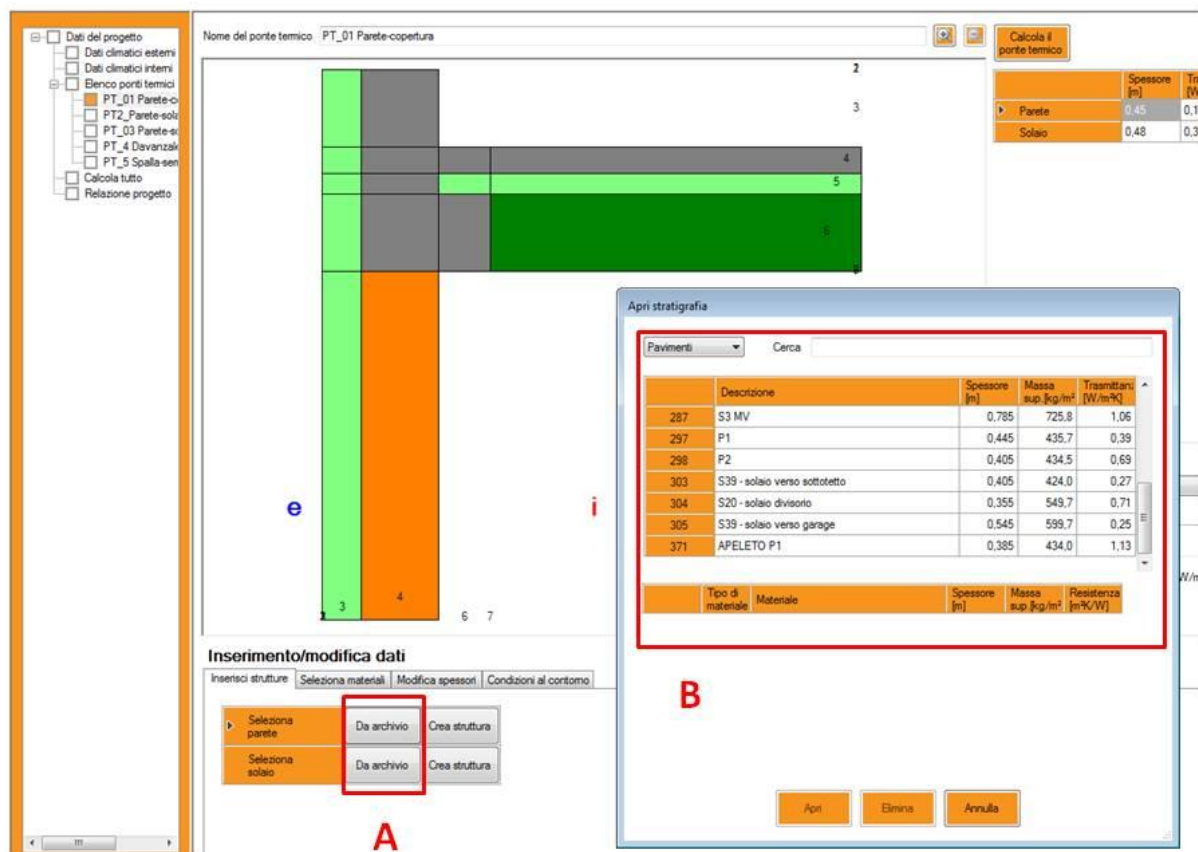 Dati del progetto
Dati climatici esterni
Dati climatici interni
Elenco ponti termici
PT_01 Parete-co
PT2_Parete-sola
PT_03 Parete-so
PT_4 Davanzale
PT_5 Spalla-serr
Calcola tutto
Relazione progetto
Nome del ponte termico PT_01 Parete-copertura
Calcola il
ponte termico
Spessore
[m]
Tra
[W
Parete 0,45 0,1
Solaio 0,48 0,3
2
3
4
5
6
e
i
3
4
6 7
Inserimento/modifica dati
Inserisci strutture Seleziona materiali Modifica spessori Condizioni al contorno
Seleziona
parete
Da archivio Crea struttura
Seleziona
solaio
Da archivio Crea struttura
A
Apri stratigrafia
Pavimenti Cerca
Descrizione Spessore [m] Massa sup.[kg/m² Trasmittanz [W/m²K]
287 S3 MV 0,785 725,8 1,06
297 P1 0,445 435,7 0,39
298 P2 0,405 434,5 0,69
303 S39 - solaio verso sottotetto 0,405 424,0 0,27
304 S20 - solaio divisorio 0,355 549,7 0,71
305 S39 - solaio verso garage 0,545 599,7 0,25
371 APELETO P1 0,385 434,0 1,13
Tipo di materiale Materiale Spessore [m] Massa sup.[kg/m² Resistenza [m²K/W]
B
Apri Elimina Annulla
W/m